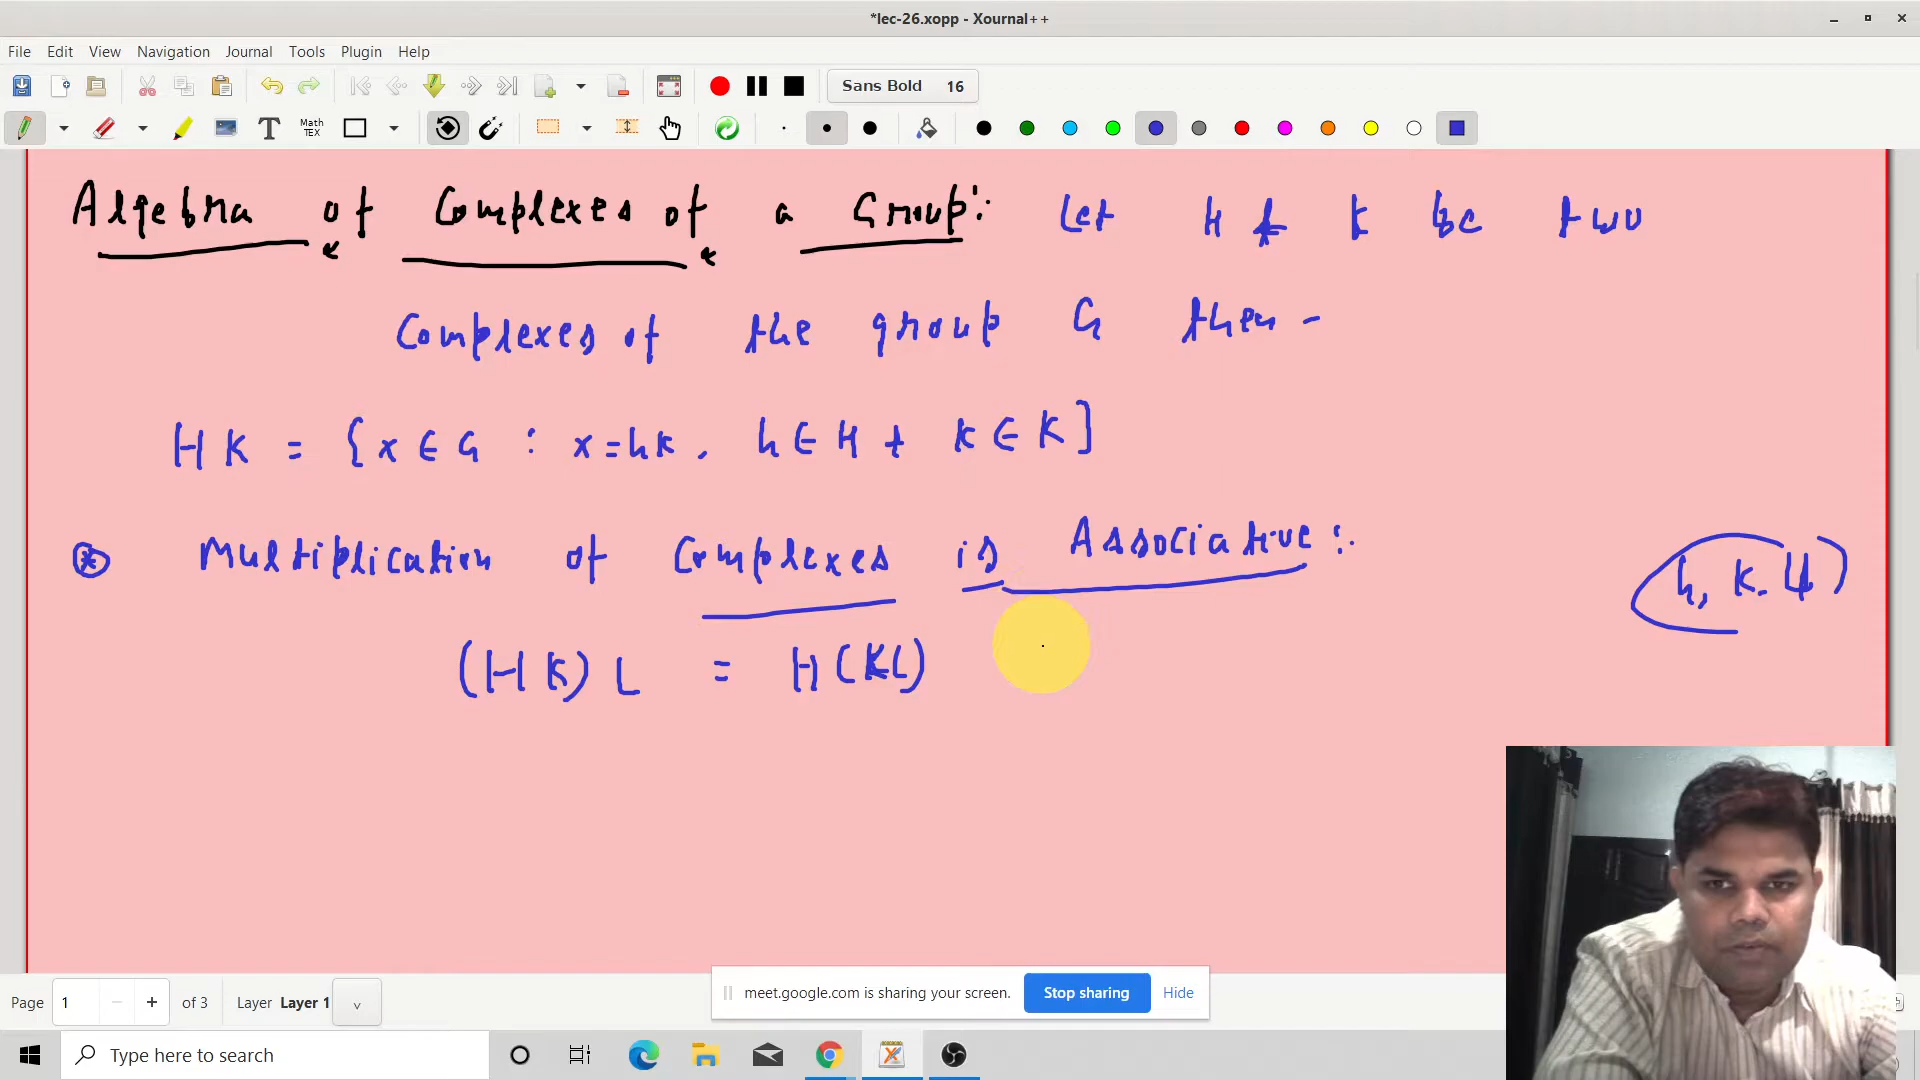 *lec-26.xopp - Xournal++
File Edit View Navigation Journal Tools Plugin Help
Sans Bold 16
T Math TEX
Algebra of Complexes of a Group: Let H & K be two
Complexes of the group G then -
HK = {x ∈ G : x = hk, h ∈ H + k ∈ K]
* Multiplication of Complexes is Associative :.
(HK) L = H(KL)
Page 1 - + of 3 Layer Layer 1
meet.google.com is sharing your screen. Stop sharing Hide
Type here to search